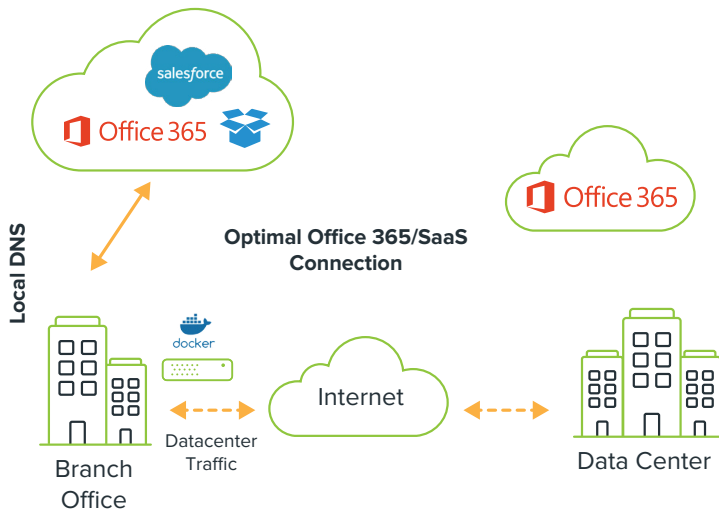 salesforce
Office 365
Office 365
Local DNS
Optimal Office 365/SaaS
Connection
docker
Internet
Datacenter
Traffic
Branch
Office
Data Center